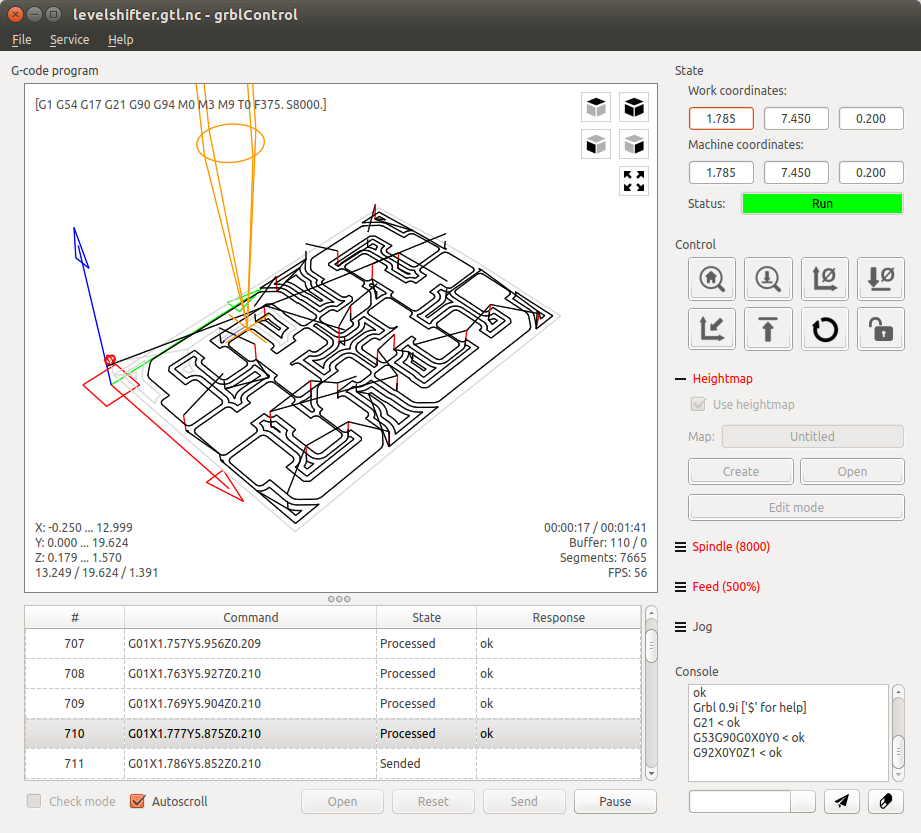 levelshifter.gtl.nc - grblControl
File Service Help
G-code program
[G1 G54 G17 G21 G90 G94 M0 M3 M9 T0 F375. S8000.]
X: -0.250 ... 12.999
Y: 0.000 ... 19.624
Z: 0.179 ... 1.570
13.249 / 19.624 / 1.391
00:00:17 / 00:01:41
Buffer: 110 / 0
Segments: 7665
FPS: 56
# Command State Response
707 G01X1.757Y5.956Z0.209 Processed ok
708 G01X1.763Y5.927Z0.210 Processed ok
709 G01X1.769Y5.904Z0.210 Processed ok
710 G01X1.777Y5.875Z0.210 Processed ok
711 G01X1.786Y5.852Z0.210 Sended
Check mode Autoscroll Open Reset Send Pause
State
Work coordinates:
1.785 7.450 0.200
Machine coordinates:
1.785 7.450 0.200
Status: Run
Control
Heightmap
Use heightmap
Map: Untitled
Create Open
Edit mode
Spindle (8000)
Feed (500%)
Jog
Console
ok
Grbl 0.9i ['$' for help]
G21 < ok
G53G90G0X0Y0 < ok
G92X0Y0Z1 < ok